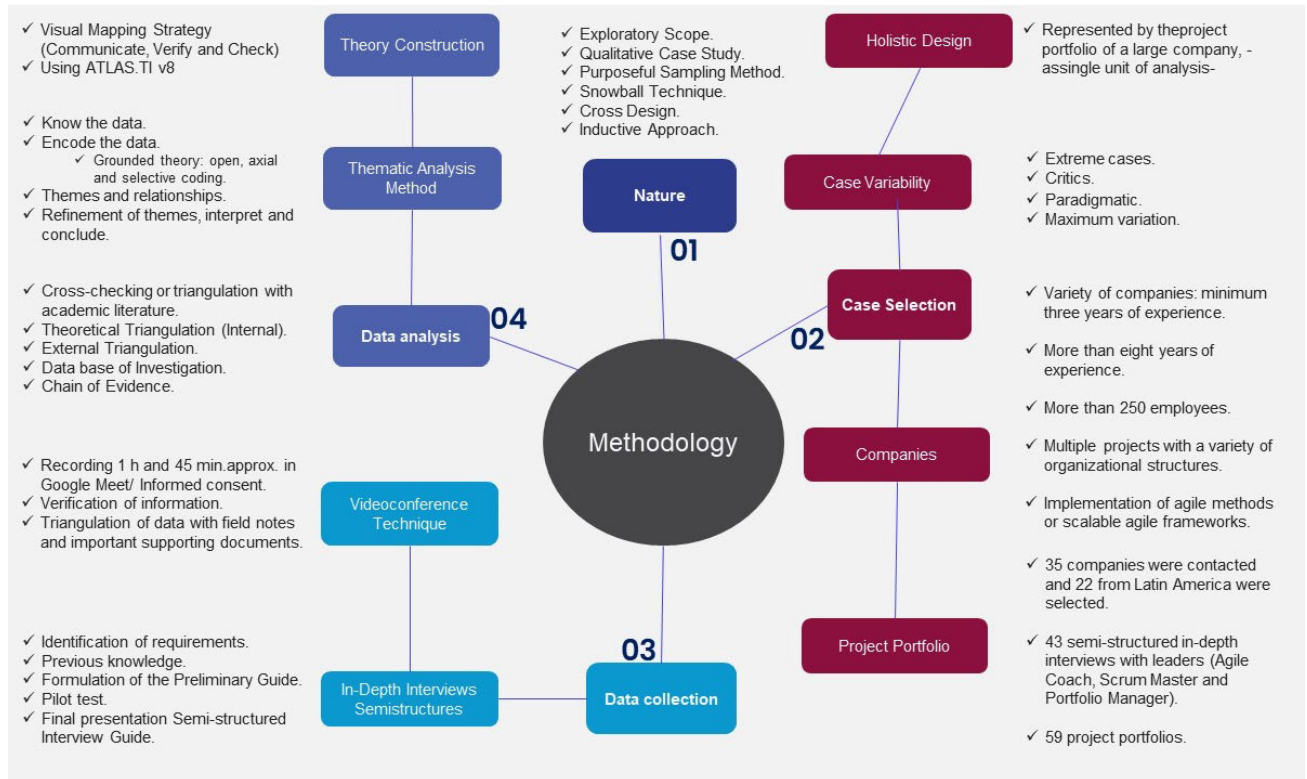 ✓ Visual Mapping Strategy
(Communicate, Verify and Check)
✓ Using ATLAS.TI v8
Theory Construction
✓ Exploratory Scope.
✓ Qualitative Case Study.
✓ Purposeful Sampling Method.
✓ Snowball Technique.
✓ Cross Design.
✓ Inductive Approach.
Holistic Design
✓ Represented by theproject
portfolio of a large company, -
assingle unit of analysis-
✓ Know the data.
✓ Encode the data.
✓ Grounded theory: open, axial
and selective coding.
✓ Themes and relationships.
✓ Refinement of themes, interpret and
conclude.
Thematic Analysis
Method
Nature
01
Case Variability
✓ Extreme cases.
✓ Critics.
✓ Paradigmatic.
✓ Maximum variation.
✓ Cross-checking or triangulation with
academic literature.
✓ Theoretical Triangulation (Internal).
✓ External Triangulation.
✓ Data base of Investigation.
✓ Chain of Evidence.
Data analysis
04
02
Case Selection
✓ Variety of companies: minimum
three years of experience.
✓ More than eight years of
experience.
✓ More than 250 employees.
Methodology
Companies
✓ Multiple projects with a variety of
organizational structures.
✓ Implementation of agile methods
or scalable agile frameworks.
✓ Recording 1 h and 45 min.approx. in
Google Meet/ Informed consent.
✓ Verification of information.
✓ Triangulation of data with field notes
and important supporting documents.
Videoconference
Technique
✓ 35 companies were contacted
and 22 from Latin America were
selected.
✓ Identification of requirements.
✓ Previous knowledge.
✓ Formulation of the Preliminary Guide.
✓ Pilot test.
✓ Final presentation Semi-structured
Interview Guide.
In-Depth Interviews
Semistructures
03
Data collection
Project Portfolio
✓ 43 semi-structured in-depth
interviews with leaders (Agile
Coach, Scrum Master and
Portfolio Manager).
✓ 59 project portfolios.